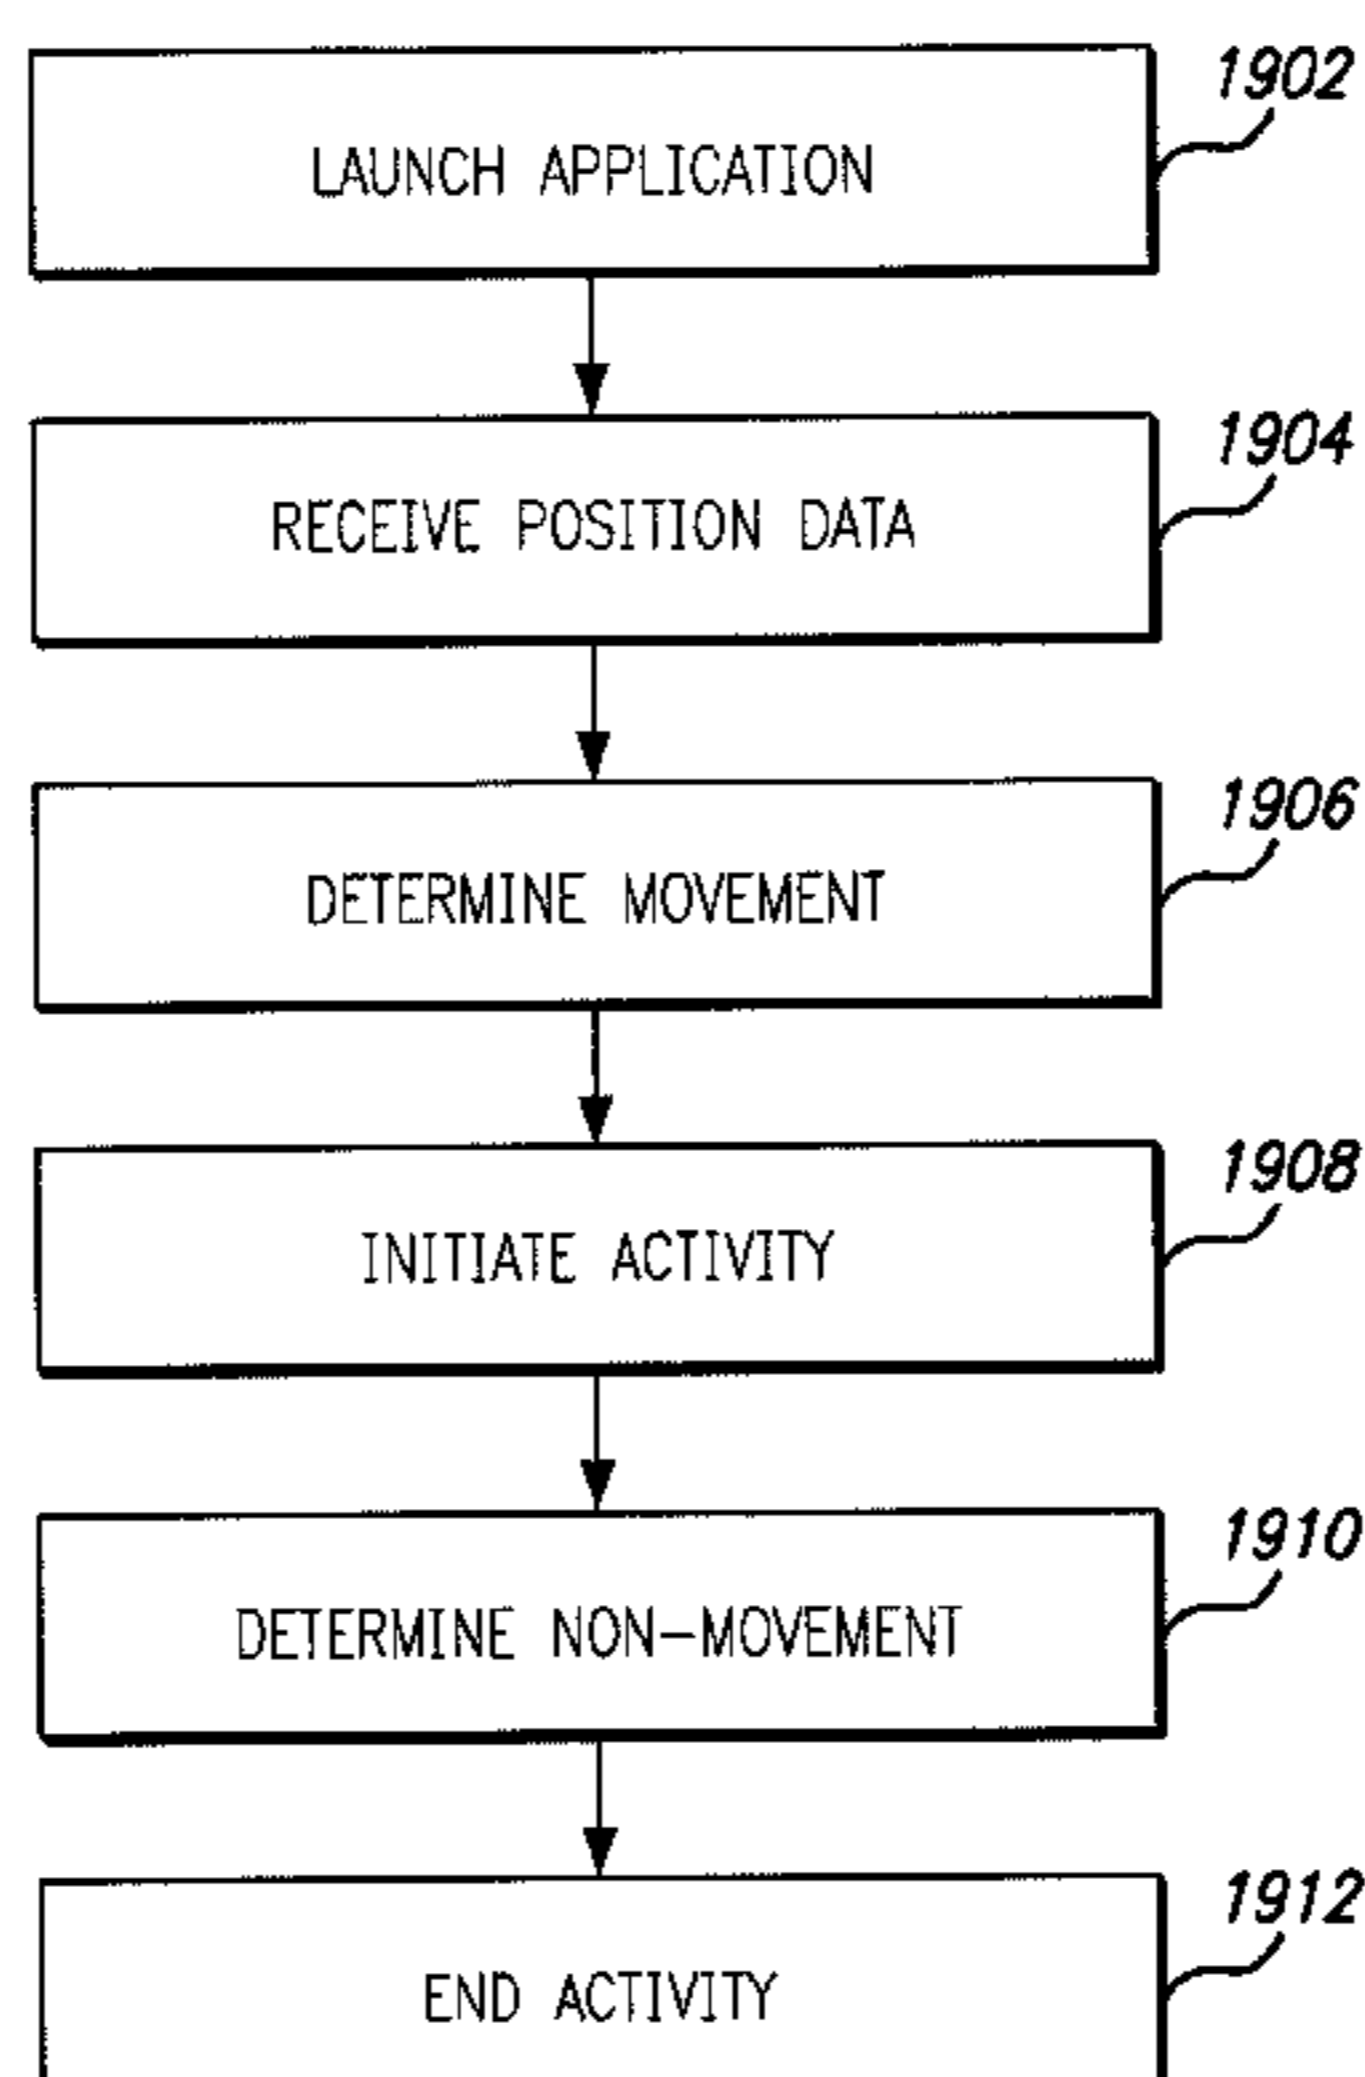 1902
LAUNCH APPLICATION
1904
RECEIVE POSITION DATA
1906
DETERMINE MOVEMENT
1908
INITIATE ACTIVITY
1910
DETERMINE NON-MOVEMENT
1912
END ACTIVITY